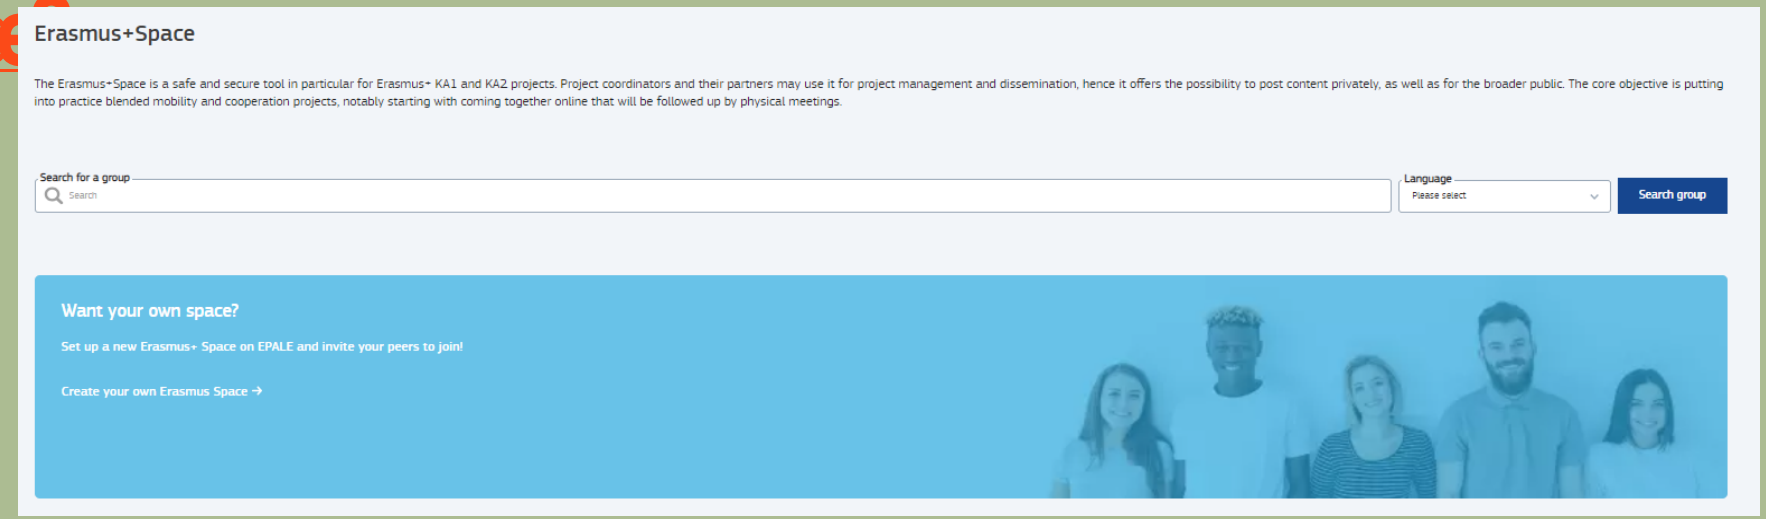 Erasmus+Space
The Erasmus+Space is a safe and secure tool in particular for Erasmus+ KA1 and KA2 projects. Project coordinators and their partners may use it for project management and dissemination, hence it offers the possibility to post content privately, as well as for the broader public. The core objective is putting
into practice blended mobility and cooperation projects, notably starting with coming together online that will be followed up by physical meetings.
Search for a group
Search
Language
Please select
Search group
Want your own space?
Set up a new Erasmus+ Space on EPALE and invite your peers to join!
Create your own Erasmus Space →